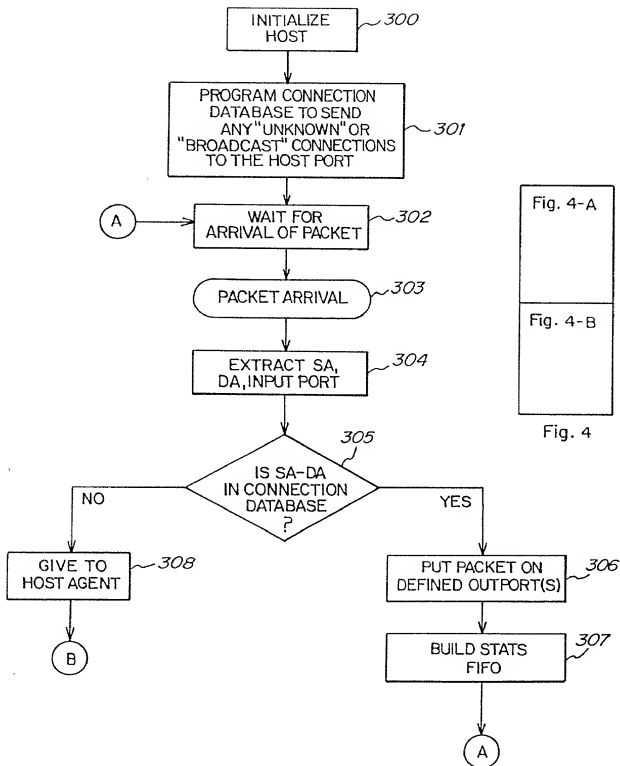 INITIALIZE
HOST
300
PROGRAM CONNECTION
DATABASE TO SEND
ANY "UNKNOWN" OR
"BROADCAST" CONNECTIONS
TO THE HOST PORT
301
A
WAIT FOR
ARRIVAL OF PACKET
302
PACKET ARRIVAL
303
EXTRACT SA,
DA, INPUT PORT
304
Fig. 4-A
Fig. 4-B
Fig. 4
305
IS SA-DA
IN CONNECTION
DATABASE
?
NO
YES
GIVE TO
HOST AGENT
308
B
PUT PACKET ON
DEFINED OUTPORT(S)
306
BUILD STATS
FIFO
307
A